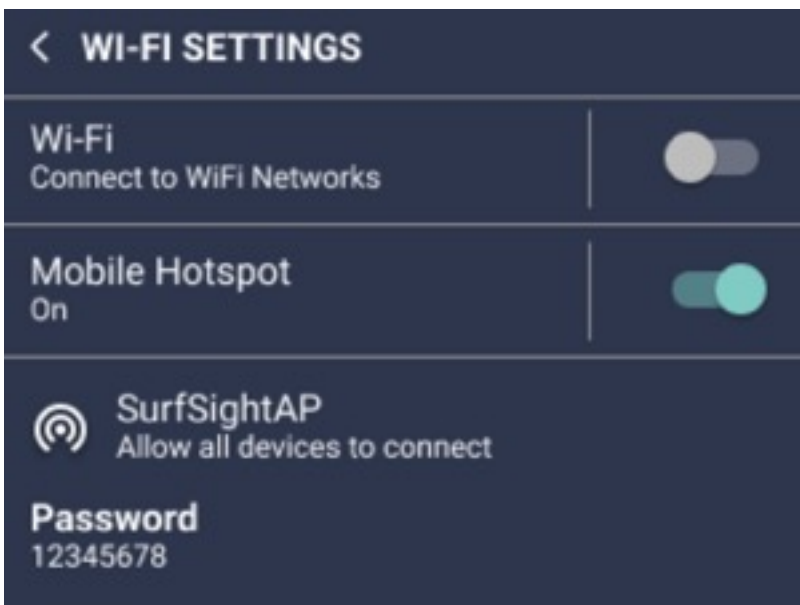 WI-FI SETTINGS
Wi-Fi
Connect to WiFi Networks
Mobile Hotspot
On
SurfSightAP
Allow all devices to connect
Password
12345678